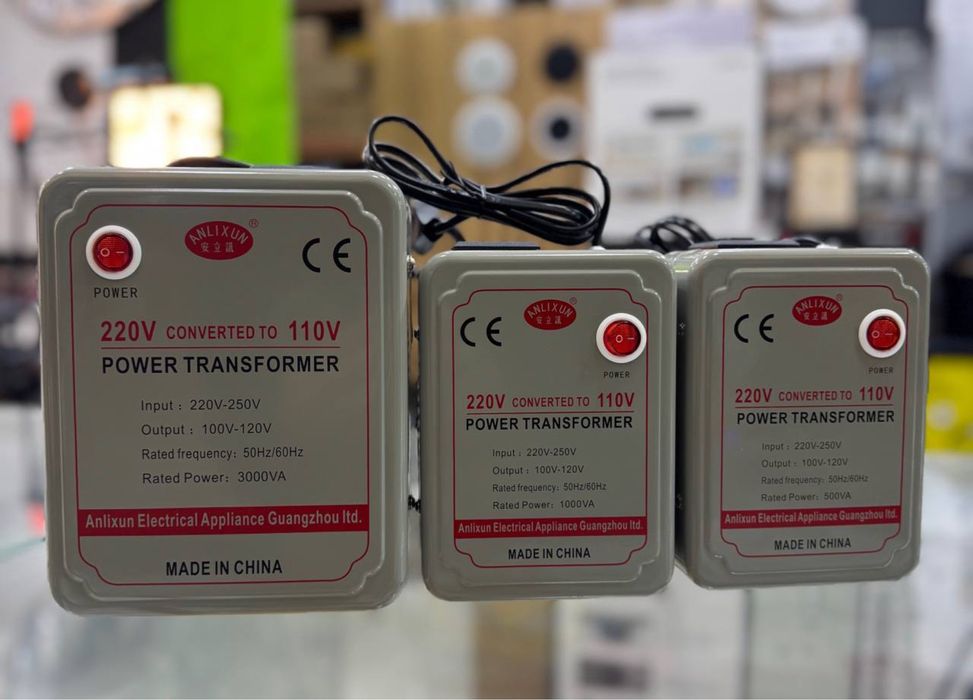 ANLIXUN ®
安立訊
CE
POWER
220V CONVERTED TO 110V
POWER TRANSFORMER
Input : 220V-250V
Output : 100V-120V
Rated frequency: 50Hz/60Hz
Rated Power: 3000VA
Anlixun Electrical Appliance Guangzhou ltd.
MADE IN CHINA
ANLIXUN ®
安立訊
CE
POWER
220V CONVERTED TO 110V
POWER TRANSFORMER
Input : 220V-250V
Output : 100V-120V
Rated frequency: 50Hz/60Hz
Rated Power: 1000VA
Anlixun Electrical Appliance Guangzhou ltd.
MADE IN CHINA
ANLIXUN ®
安立訊
CE
POWER
220V CONVERTED TO 110V
POWER TRANSFORMER
Input : 220V-250V
Output : 100V-120V
Rated frequency: 50Hz/60Hz
Rated Power: 500VA
Anlixun Electrical Appliance Guangzhou ltd.
MADE IN CHINA